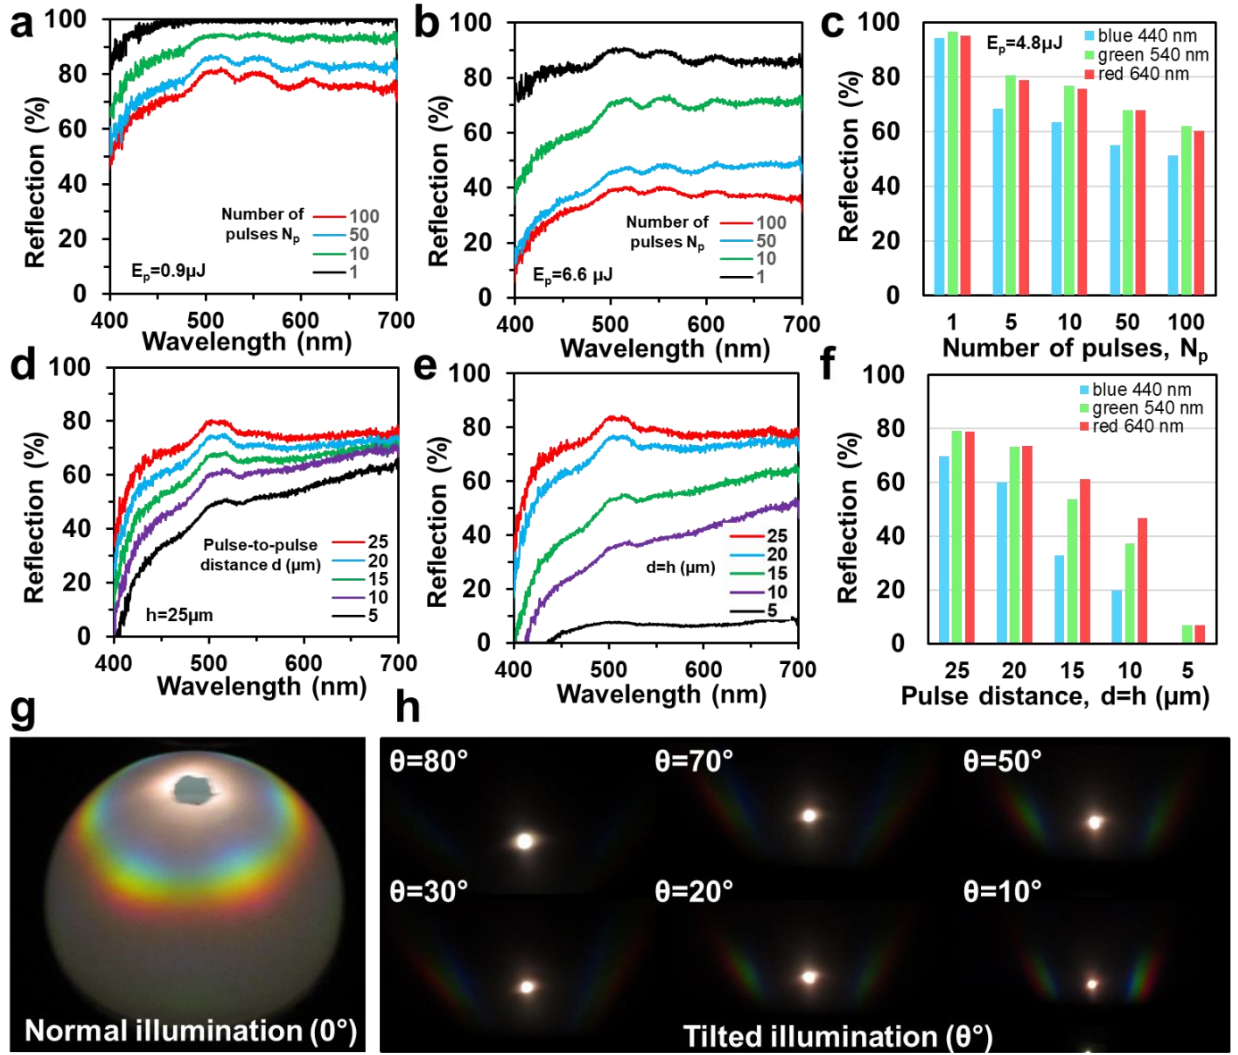 a
100
80
60
40
20
0
Reflection (%)
Number of
pulses Np
100
50
10
1
Ep=0.9µJ
400 500 600 700
Wavelength (nm)
b
100
80
60
40
20
0
Reflection (%)
Number of
pulses Np
100
50
10
1
Ep=6.6 µJ
400 500 600 700
Wavelength (nm)
c
100
80
60
40
20
0
Reflection (%)
Ep=4.8µJ
blue 440 nm
green 540 nm
red 640 nm
1 5 10 50 100
Number of pulses, Np
d
100
80
60
40
20
0
Reflection (%)
Pulse-to-pulse
distance d (µm)
25
20
15
10
5
h=25µm
400 500 600 700
Wavelength (nm)
e
100
80
60
40
20
0
Reflection (%)
d=h (µm)
25
20
15
10
5
400 500 600 700
Wavelength (nm)
f
100
80
60
40
20
0
Reflection (%)
blue 440 nm
green 540 nm
red 640 nm
25 20 15 10 5
Pulse distance, d=h (µm)
g
Normal illumination (0°)
h
θ=80° θ=70° θ=50°
θ=30° θ=20° θ=10°
Tilted illumination (θ°)